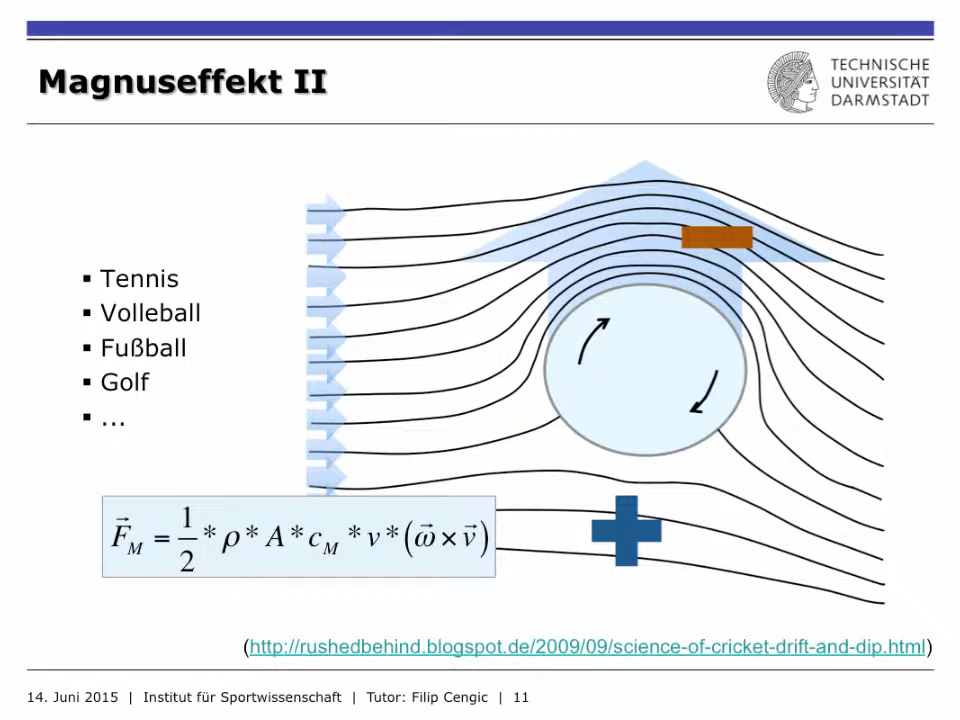 Magnuseffekt II
TECHNISCHE
UNIVERSITÄT
DARMSTADT
▪ Tennis
▪ Volleball
▪ Fußball
▪ Golf
▪ ...
F⃗_M = 1/2 * ρ * A * c_M * v * (ω⃗ × v⃗)
(http://rushedbehind.blogspot.de/2009/09/science-of-cricket-drift-and-dip.html)
14. Juni 2015 | Institut für Sportwissenschaft | Tutor: Filip Cengic | 11